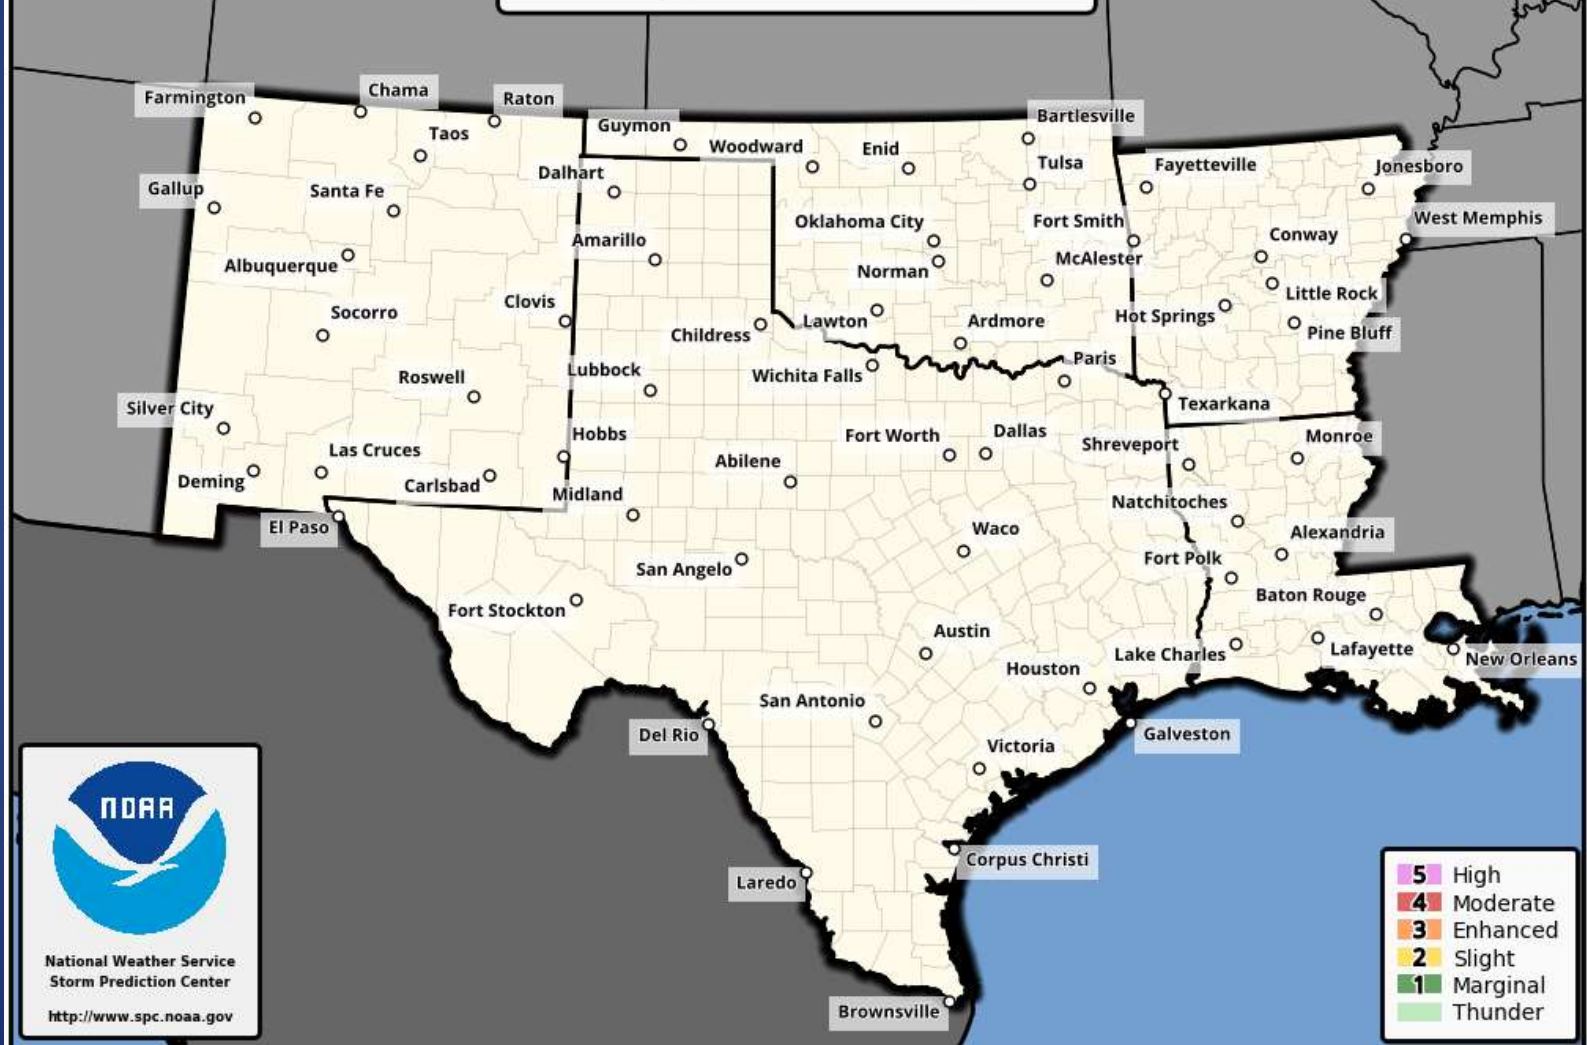 Farmington
Chama
Raton
Taos
Guymon
Woodward
Enid
Bartlesville
Tulsa
Fayetteville
Jonesboro
Gallup
Santa Fe
Dalhart
Oklahoma City
Fort Smith
Conway
West Memphis
Albuquerque
Amarillo
Norman
McAlester
Little Rock
Socorro
Clovis
Childress
Lawton
Ardmore
Hot Springs
Pine Bluff
Roswell
Lubbock
Wichita Falls
Paris
Texarkana
Silver City
Hobbs
Fort Worth
Dallas
Shreveport
Monroe
Las Cruces
Abilene
Deming
Carlsbad
Midland
Natchitoches
El Paso
Waco
Alexandria
San Angelo
Fort Polk
Fort Stockton
Baton Rouge
Austin
Houston
Lake Charles
Lafayette
New Orleans
San Antonio
Del Rio
Victoria
Galveston
Corpus Christi
Laredo
Brownsville
NOAA
National Weather Service
Storm Prediction Center
http://www.spc.noaa.gov
5 High
4 Moderate
3 Enhanced
2 Slight
1 Marginal
Thunder